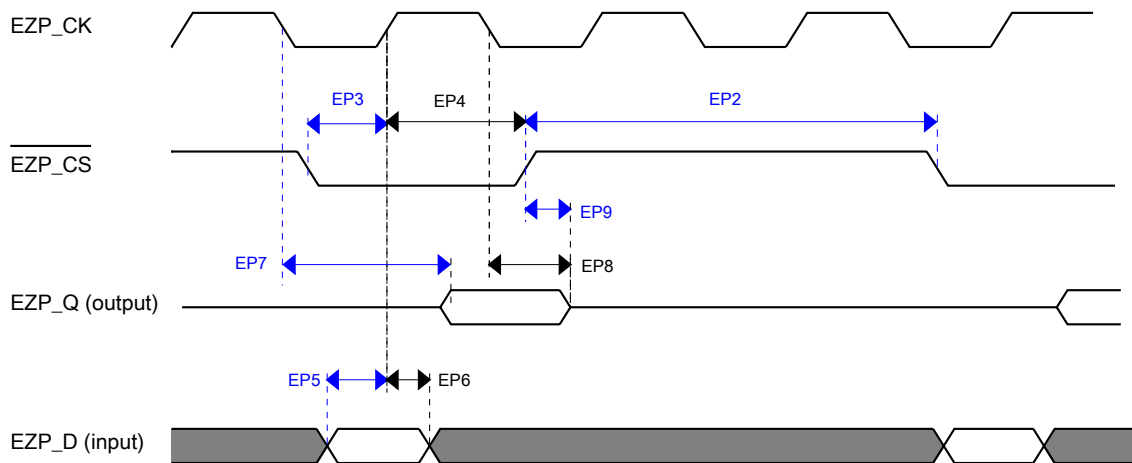 EZP_CK
EP3
EP4
EP2
EZP_CS
EP9
EP7
EP8
EZP_Q (output)
EP5
EP6
EZP_D (input)